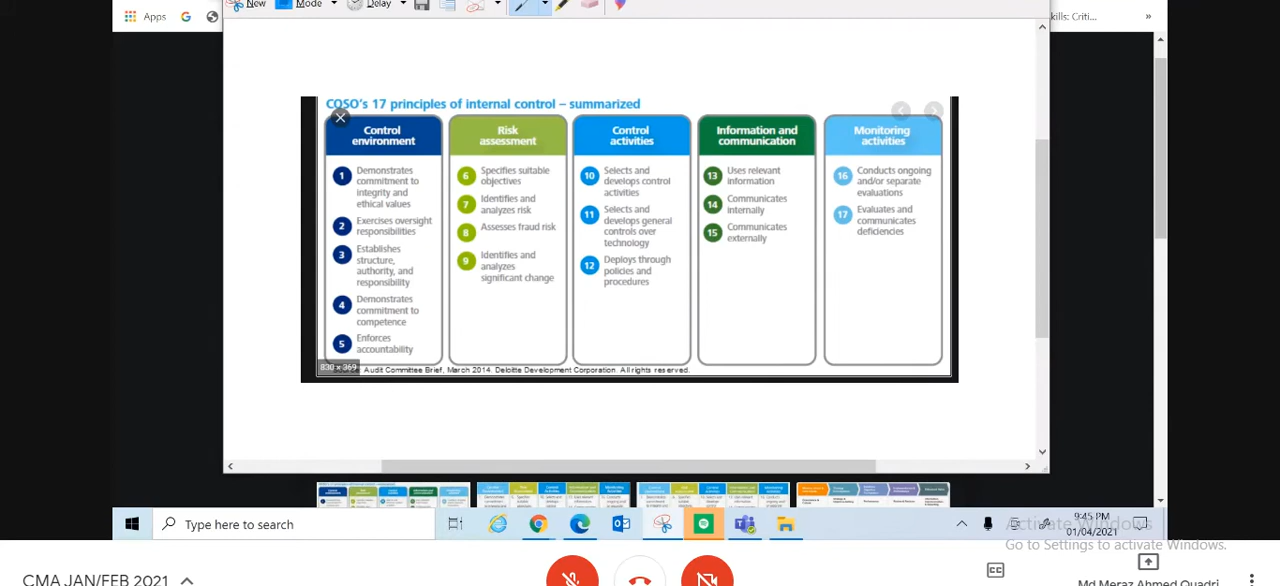 New Mode Delay
Apps
kills: Criti...
»
COSO's 17 principles of internal control – summarized
Control
environment
1 Demonstrates
commitment to
integrity and
ethical values
2 Exercises oversight
responsibilities
3 Establishes
structure,
authority, and
responsibility
4 Demonstrates
commitment to
competence
5 Enforces
accountability
Risk
assessment
6 Specifies suitable
objectives
7 Identifies and
analyzes risk
8 Assesses fraud risk
9 Identifies and
analyzes
significant change
Control
activities
10 Selects and
develops control
activities
11 Selects and
develops general
controls over
technology
12 Deploys through
policies and
procedures
Information and
communication
13 Uses relevant
information
14 Communicates
internally
15 Communicates
externally
Monitoring
activities
16 Conducts ongoing
and/or separate
evaluations
17 Evaluates and
communicates
deficiencies
830 × 369
Audit Committee Brief, March 2014. Deloitte Development Corporation. All rights reserved.
Type here to search
9:45 PM
01/04/2021
Activate Windows
Go to Settings to activate Windows.
CMA JAN/FEB 2021
Md Meraz Ahmed Quadri